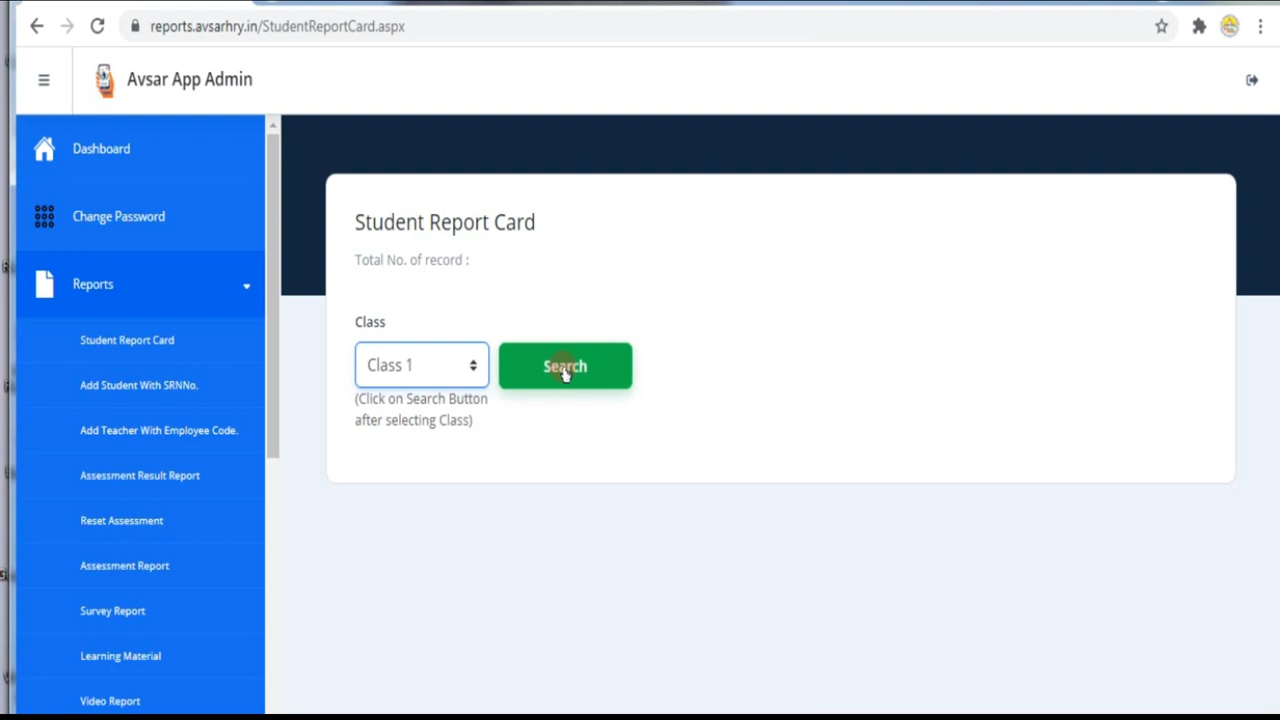 reports.avsarhry.in/StudentReportCard.aspx
Avsar App Admin
Dashboard
Change Password
Reports
Student Report Card
Add Student With SRNNo.
Add Teacher With Employee Code.
Assessment Result Report
Reset Assessment
Assessment Report
Survey Report
Learning Material
Video Report
Student Report Card
Total No. of record :
Class
Class 1
Search
(Click on Search Button
after selecting Class)